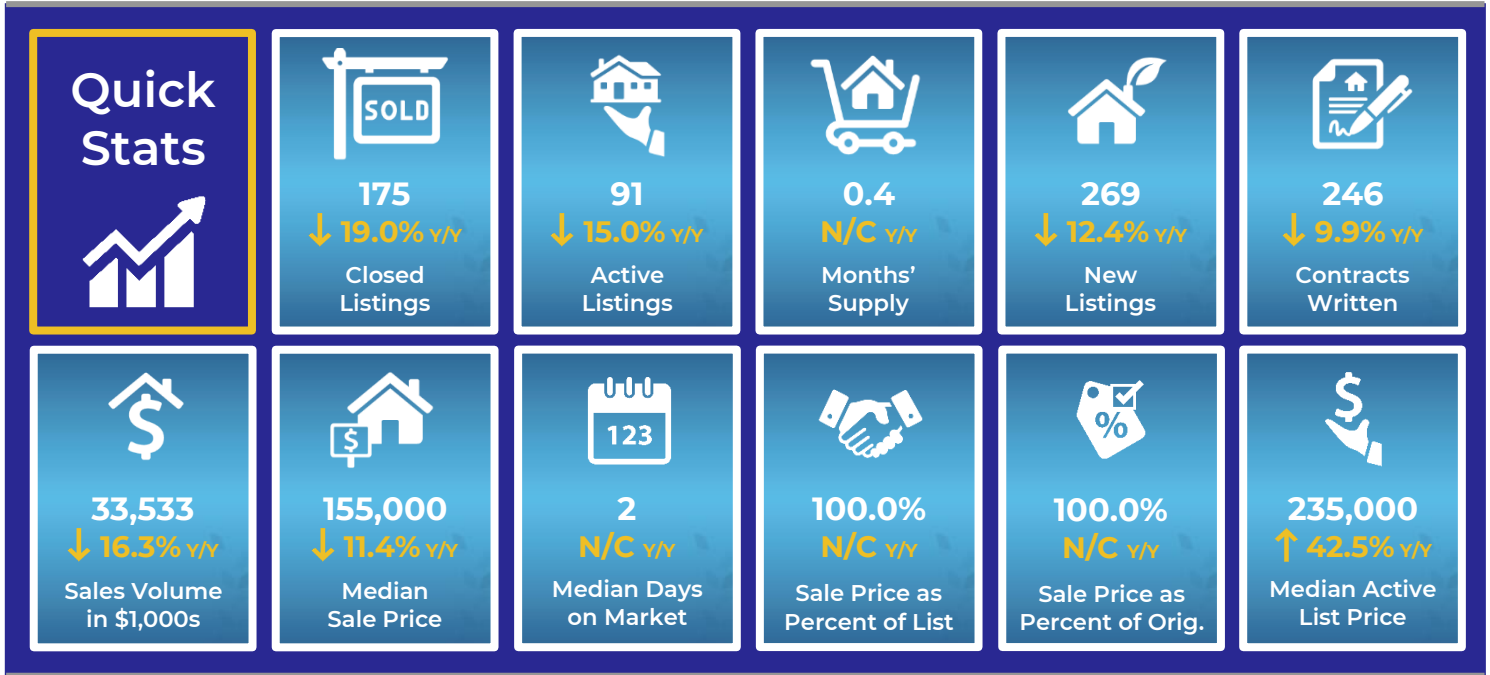 Quick
Stats
SOLD
175
↓ 19.0% Y/Y
Closed
Listings
91
↓ 15.0% Y/Y
Active
Listings
0.4
N/C Y/Y
Months’
Supply
269
↓ 12.4% Y/Y
New
Listings
246
↓ 9.9% Y/Y
Contracts
Written
$
33,533
↓ 16.3% Y/Y
Sales Volume
in $1,000s
$
155,000
↓ 11.4% Y/Y
Median
Sale Price
123
2
N/C Y/Y
Median Days
on Market
100.0%
N/C Y/Y
Sale Price as
Percent of List
%
100.0%
N/C Y/Y
Sale Price as
Percent of Orig.
$
235,000
↑ 42.5% Y/Y
Median Active
List Price